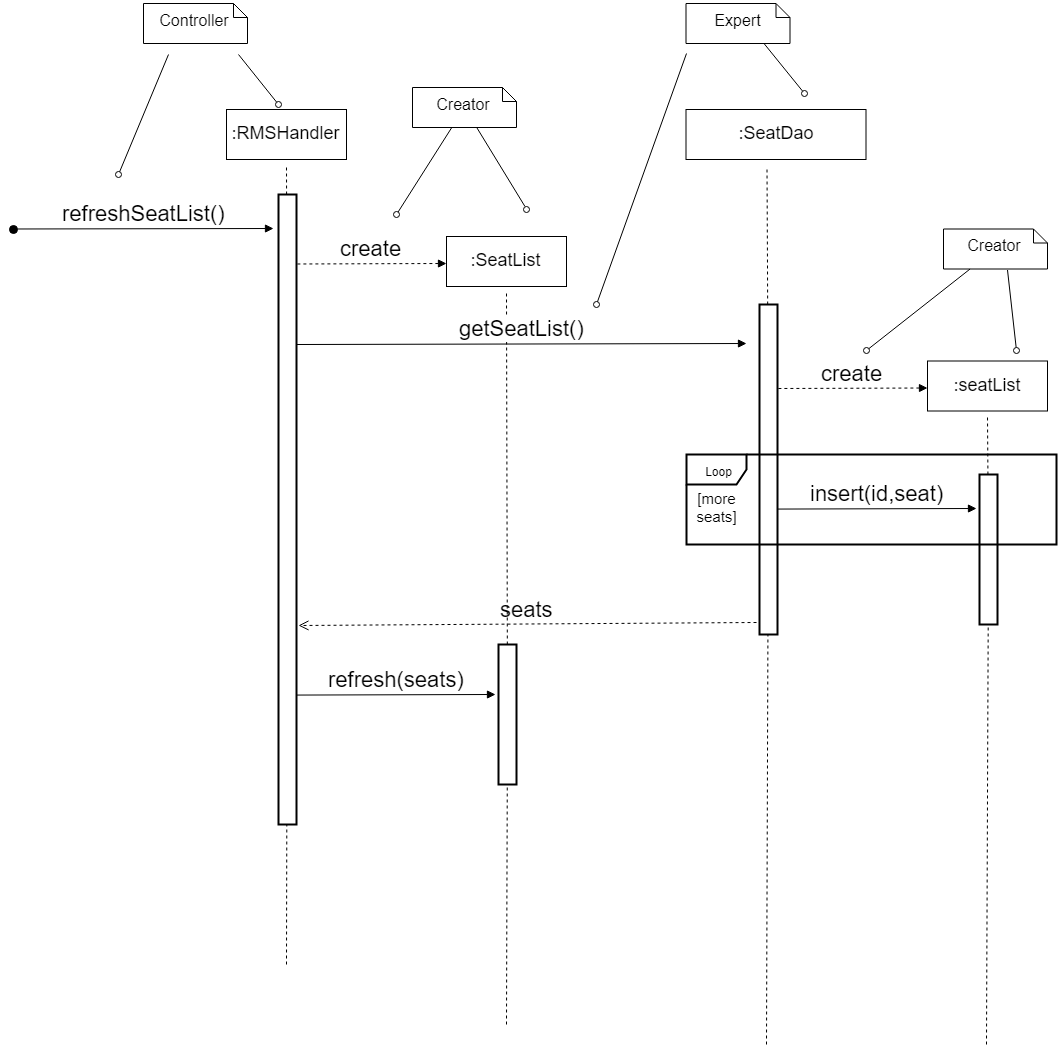 Controller
Expert
Creator
:RMSHandler
:SeatDao
refreshSeatList()
create
:SeatList
Creator
getSeatList()
create
:seatList
Loop
[more
seats]
insert(id,seat)
seats
refresh(seats)